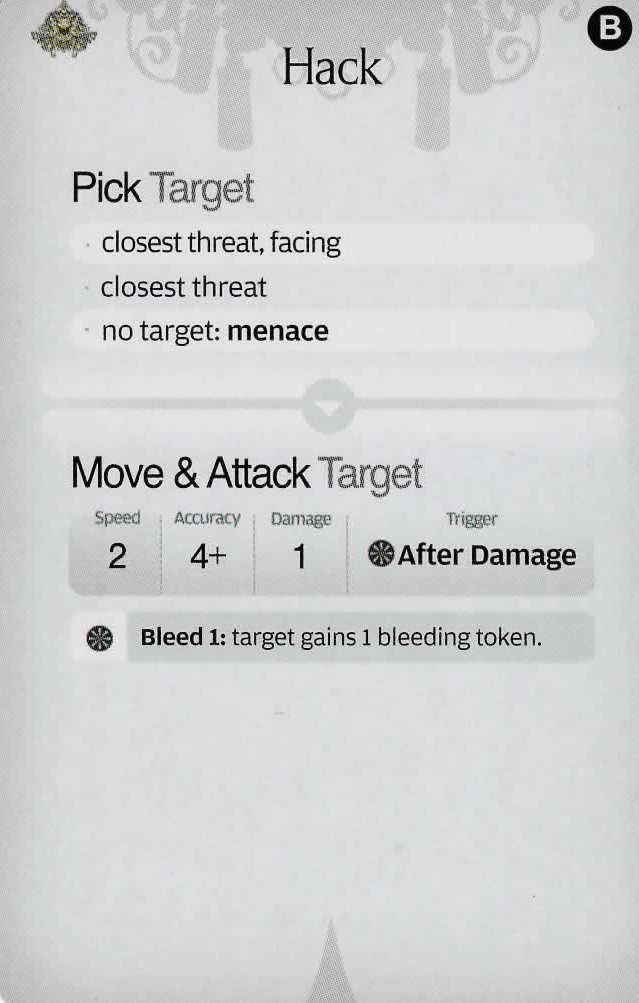 B
Hack
Pick Target
· closest threat, facing
· closest threat
· no target: menace
Move & Attack Target
Speed Accuracy Damage Trigger
2 4+ 1 After Damage
Bleed 1: target gains 1 bleeding token.